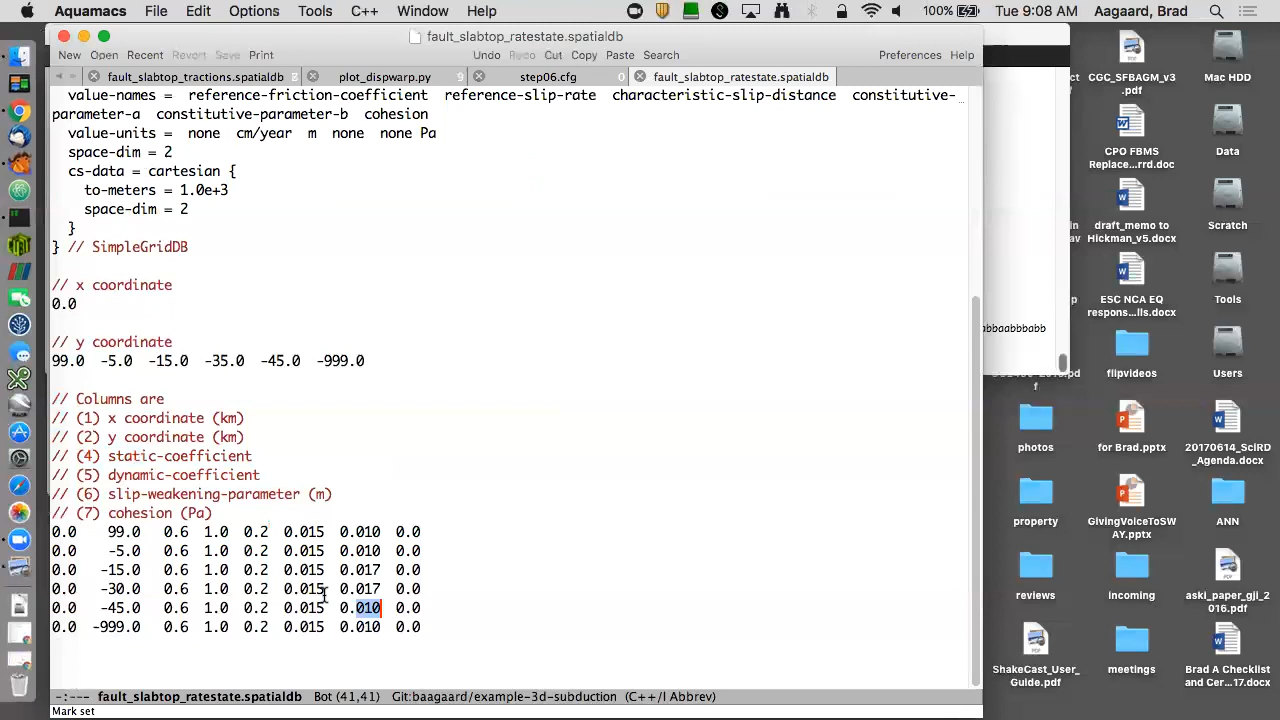 Aquamacs File Edit Options Tools C++ Window Help 100% Tue 9:08 AM Aagaard, Brad
fault_slabtop_ratestate.spatialdb
New Open Recent Revert Save Print Undo Redo Cut Copy Paste Search Preferences Help
fault_slabtop_tractions.spatialdb 8 plot_dispwarp.py 9 step06.cfg 0 fault_slabtop_ratestate.spatialdb
value-names = reference-friction-coefficient reference-slip-rate characteristic-slip-distance constitutive-
parameter-a constitutive-parameter-b cohesion
value-units = none cm/year m none none Pa
space-dim = 2
cs-data = cartesian {
to-meters = 1.0e+3
space-dim = 2
}
} // SimpleGridDB
// x coordinate
0.0
// y coordinate
99.0 -5.0 -15.0 -35.0 -45.0 -999.0
// Columns are
// (1) x coordinate (km)
// (2) y coordinate (km)
// (4) static-coefficient
// (5) dynamic-coefficient
// (6) slip-weakening-parameter (m)
// (7) cohesion (Pa)
0.0 99.0 0.6 1.0 0.2 0.015 0.010 0.0
0.0 -5.0 0.6 1.0 0.2 0.015 0.010 0.0
0.0 -15.0 0.6 1.0 0.2 0.015 0.017 0.0
0.0 -30.0 0.6 1.0 0.2 0.015 0.017 0.0
0.0 -45.0 0.6 1.0 0.2 0.015 0.010 0.0
0.0 -999.0 0.6 1.0 0.2 0.015 0.010 0.0
-:--- fault_slabtop_ratestate.spatialdb Bot (41,41) Git:baagaard/example-3d-subduction (C++/l Abbrev)
Mark set
abbaabbbabb
CGC_SFBAGM_v3
.pdf
Mac HDD
CPO FBMS
Replace...rrd.doc
Data
draft_memo to
Hickman_v5.docx
Scratch
ESC NCA EQ
respons...lls.docx
Tools
flipvideos
Users
photos
for Brad.pptx
20170614_SciRD
_Agenda.docx
property
GivingVoiceToSW
AY.pptx
ANN
reviews
incoming
aski_paper_gji_2
016.pdf
ShakeCast_User_
Guide.pdf
meetings
Brad A Checklist
and Cer...17.docx